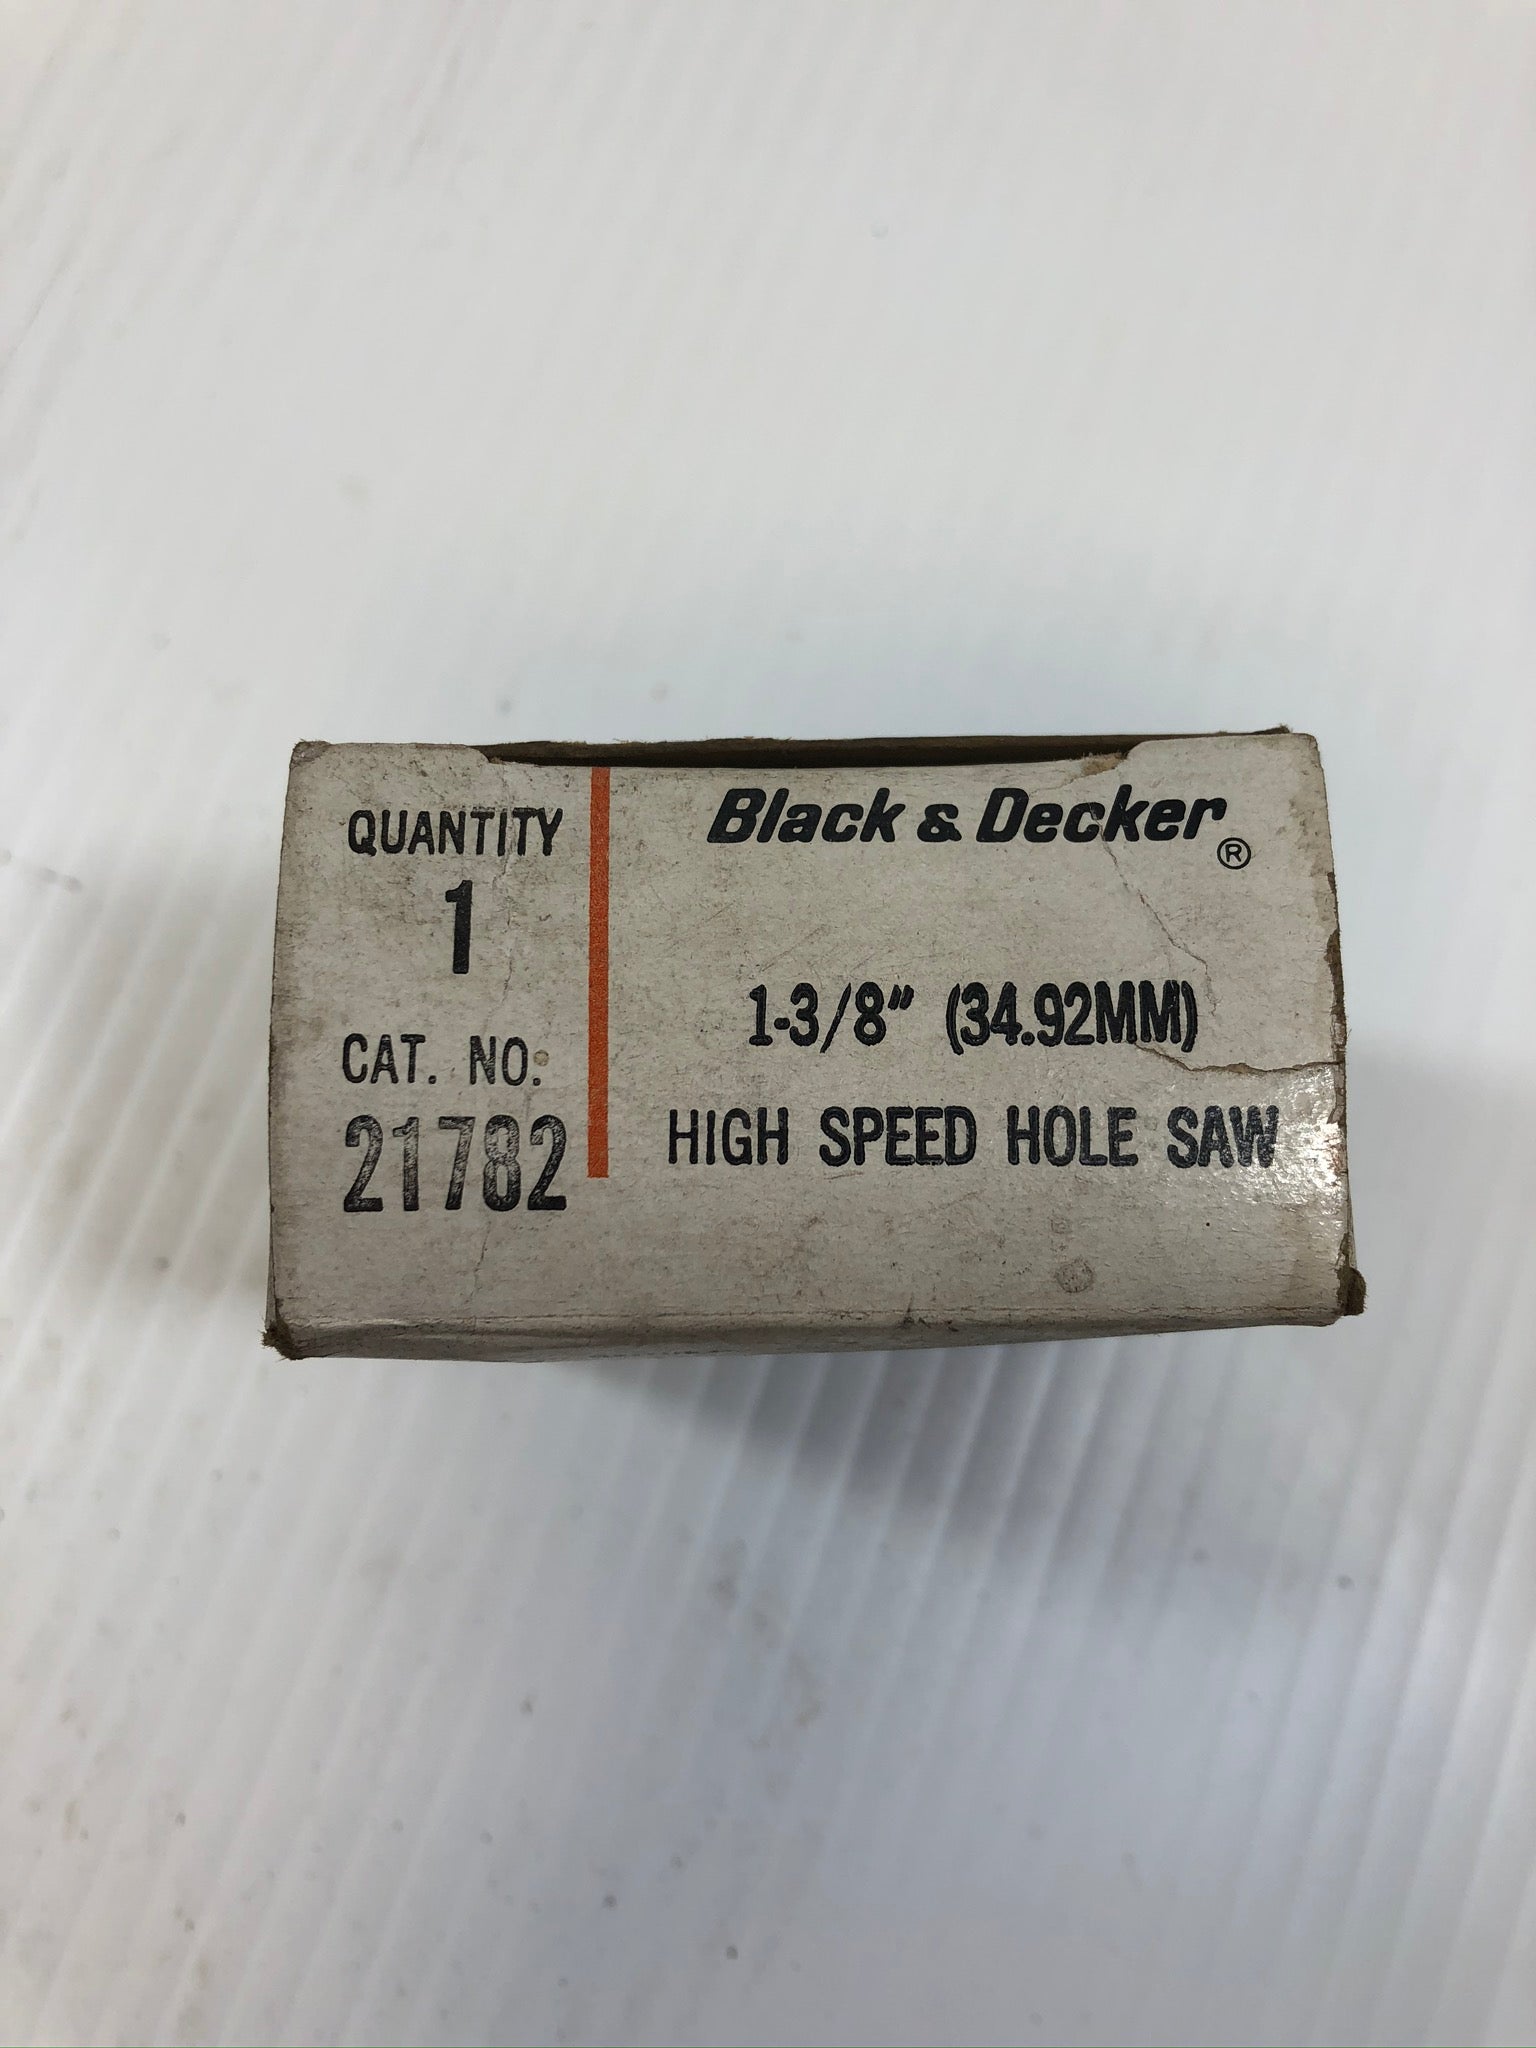 QUANTITY
1
CAT. NO.
21782
Black & Decker®
1-3/8" (34.92MM)
HIGH SPEED HOLE SAW